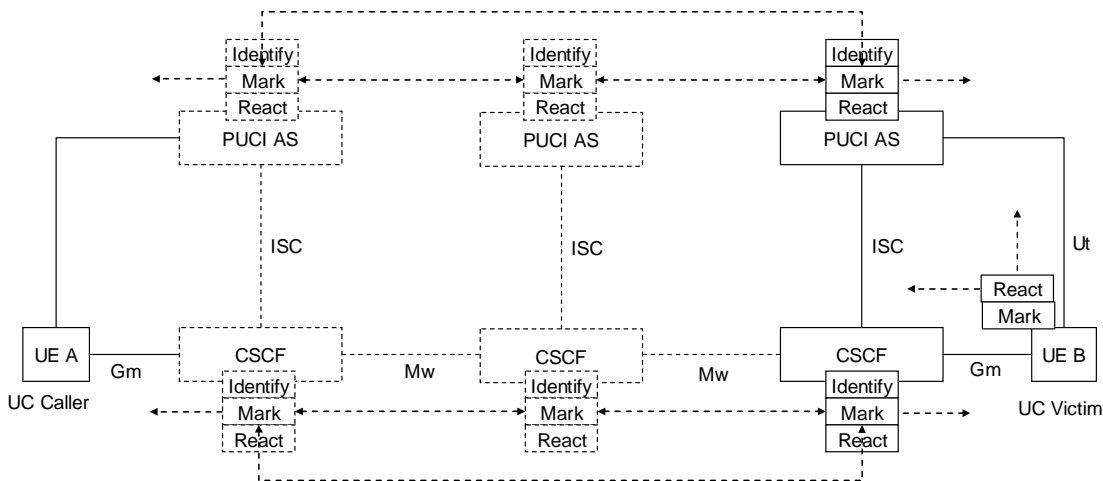 Identify Identify Identify
Mark Mark Mark
React React React
PUCI AS PUCI AS PUCI AS
ISC ISC ISC Ut
React
Mark
UE A CSCF CSCF CSCF UE B
Gm Mw Mw Gm
UC Caller Identify Identify Identify UC Victim
Mark Mark Mark
React React React